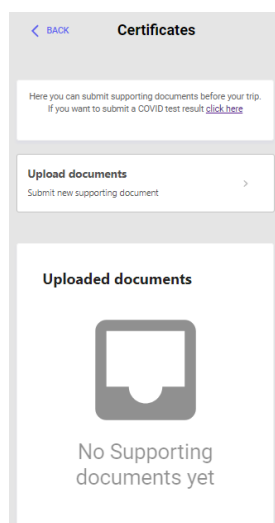 BACK Certificates
Here you can submit supporting documents before your trip.
If you want to submit a COVID test result click here
Upload documents
Submit new supporting document
Uploaded documents
No Supporting
documents yet